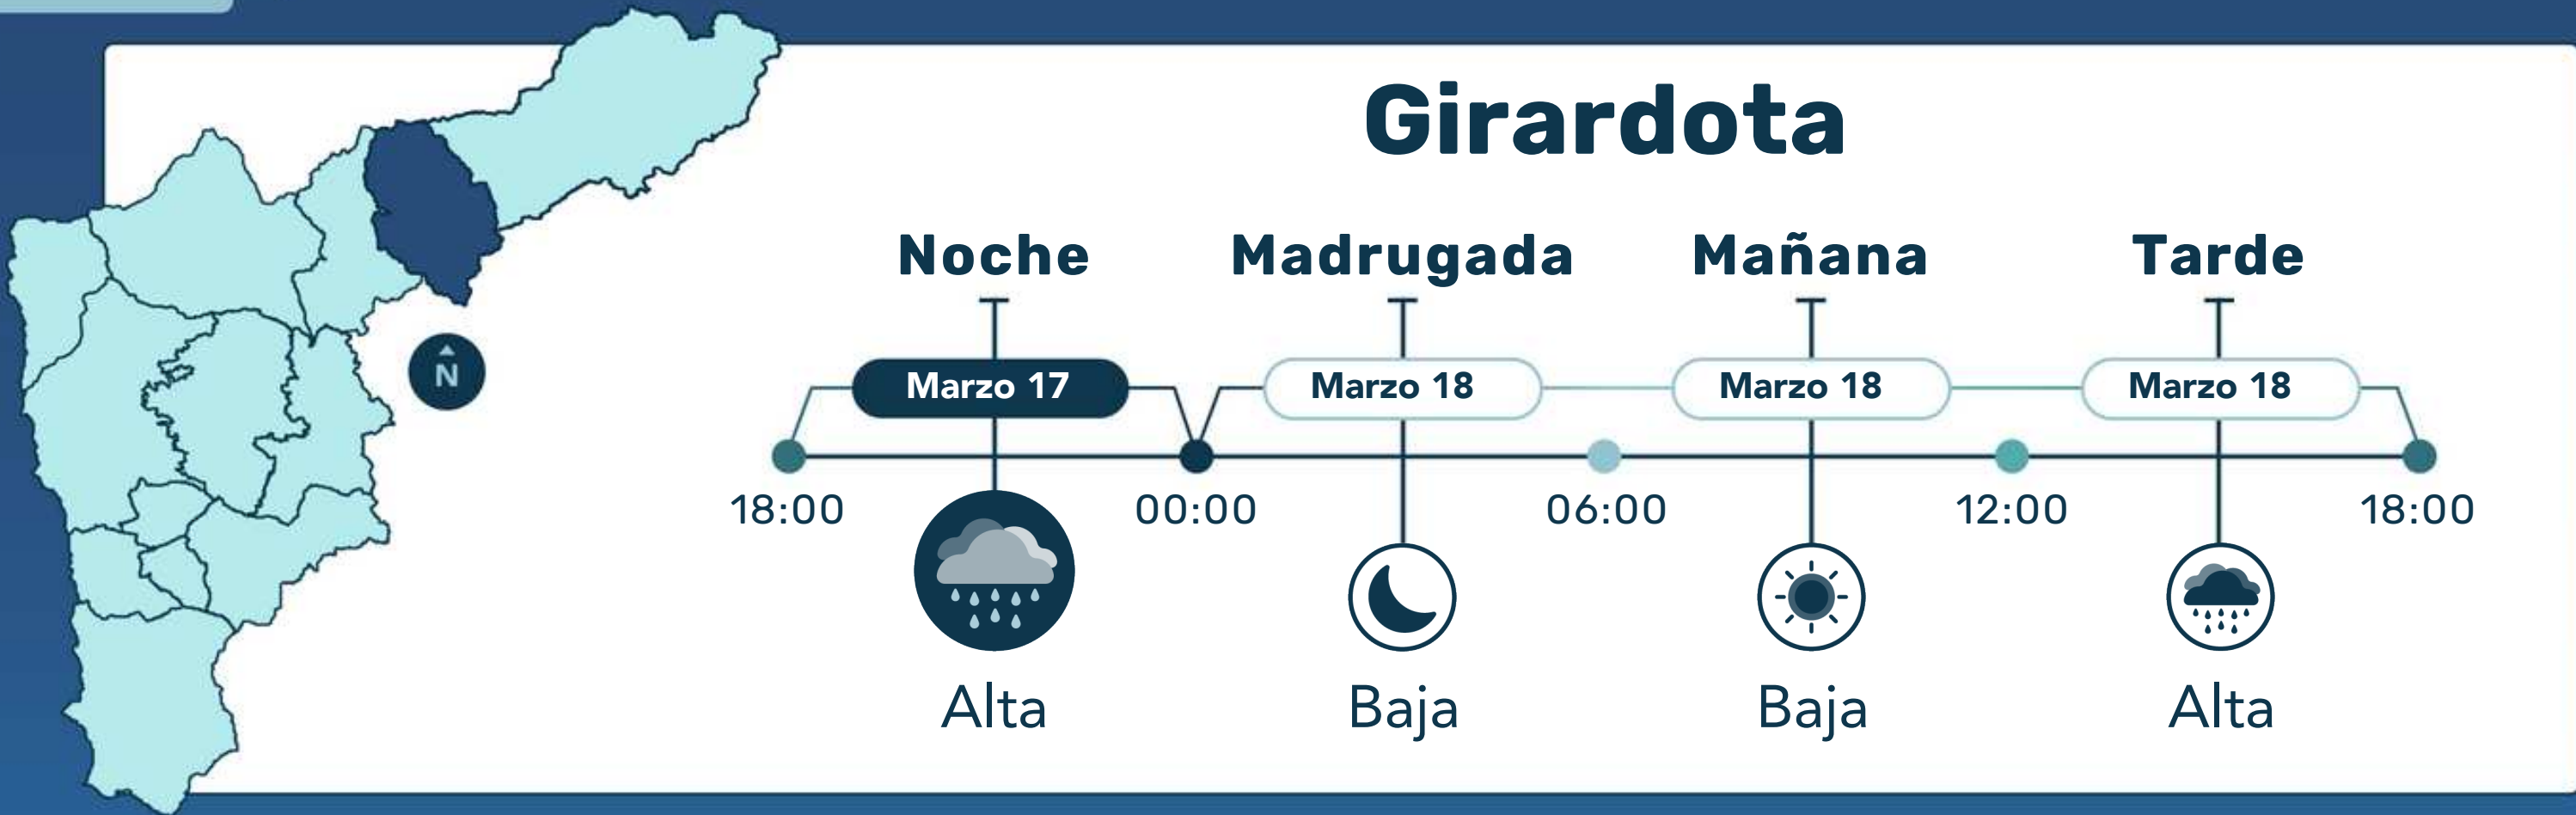 Girardota
Noche
Madrugada
Mañana
Tarde
Marzo 17
Marzo 18
Marzo 18
Marzo 18
N
18:00
00:00
06:00
12:00
18:00
Alta
Baja
Baja
Alta